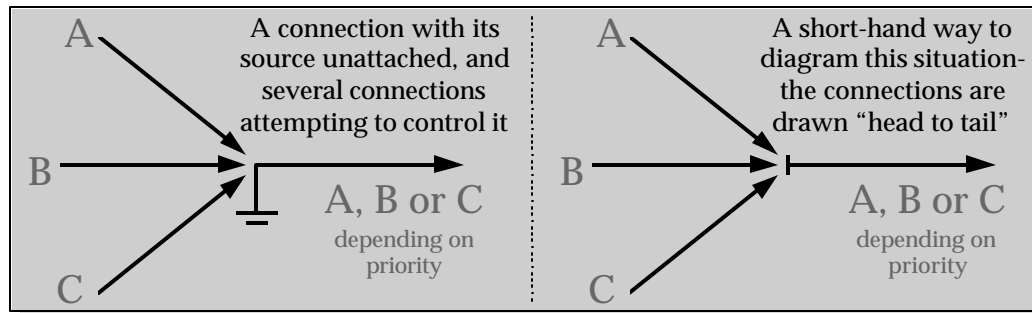 A
A connection with its
source unattached, and
several connections
attempting to control it
B
A, B or C
depending on
priority
C
A
A short-hand way to
diagram this situation-
the connections are
drawn “head to tail”
B
A, B or C
depending on
priority
C